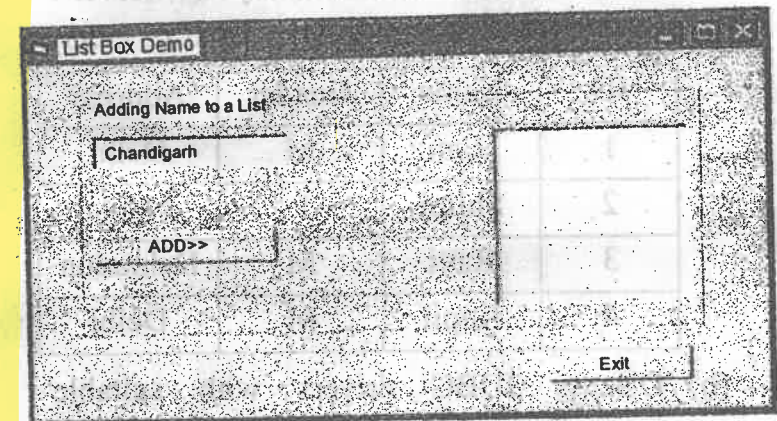 List Box Demo
Adding Name to a List
Chandigarh
ADD>>
Exit